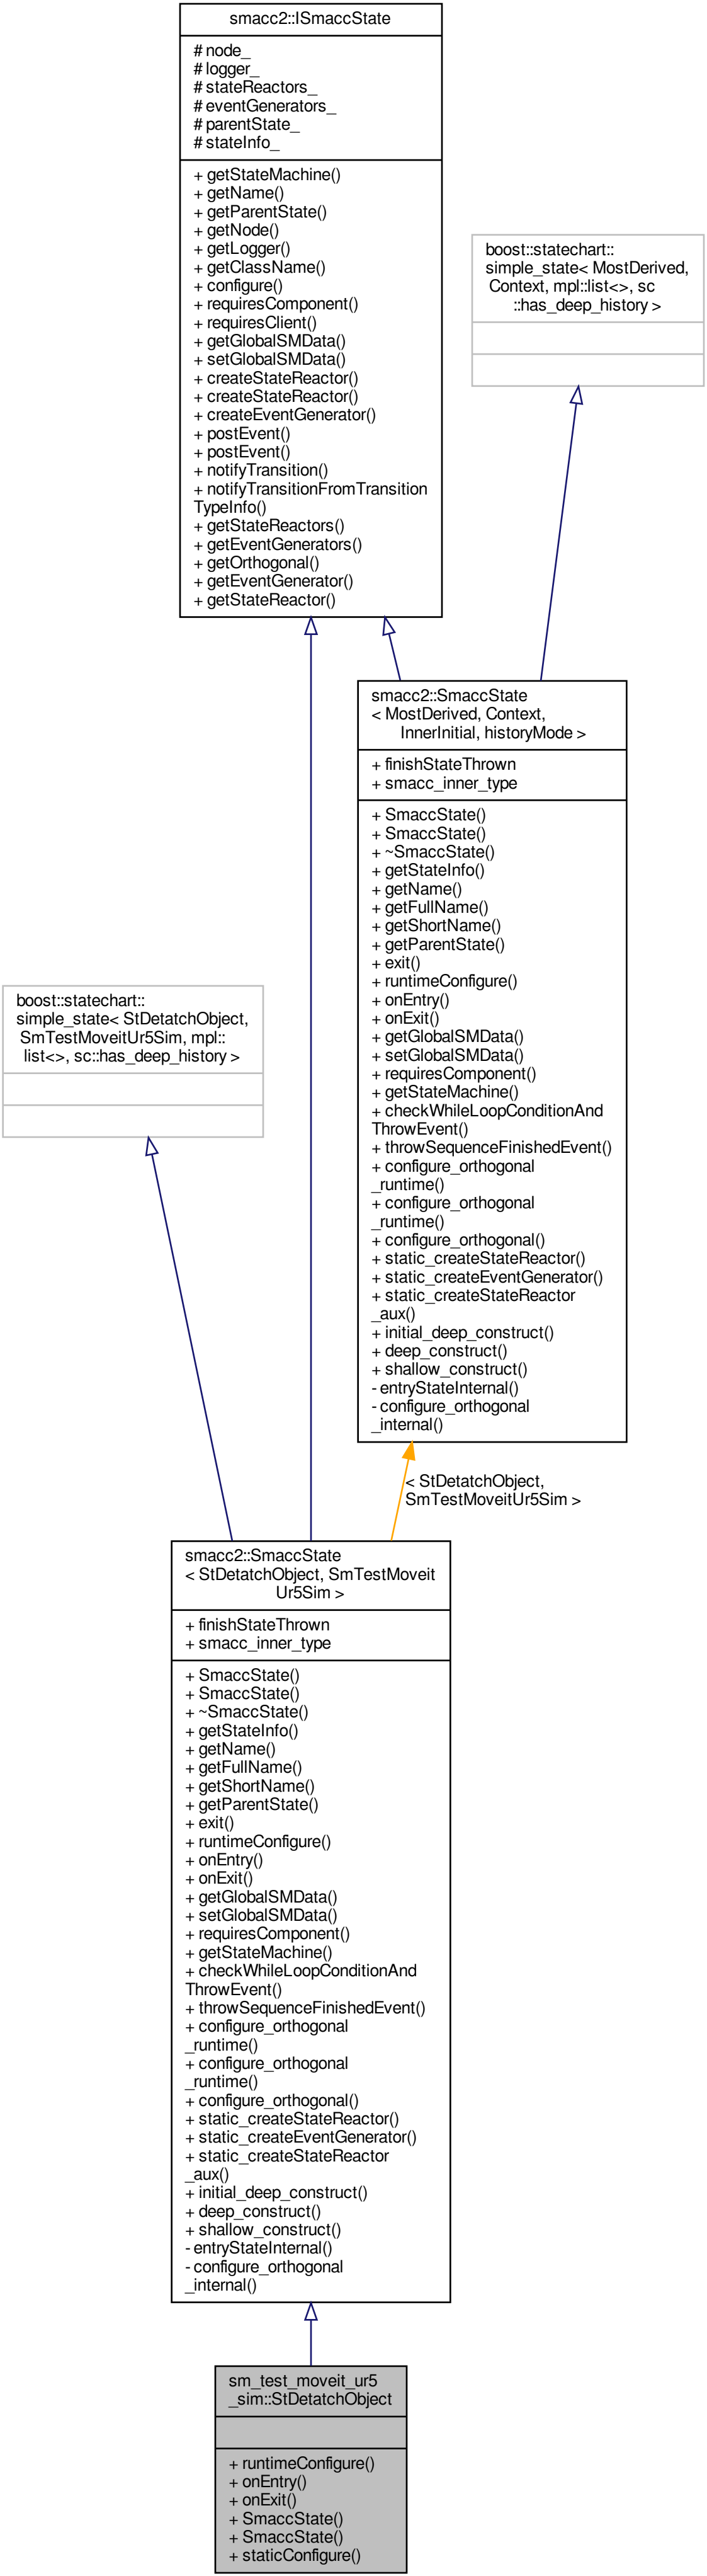 smacc2::ISmaccState
# node_
# logger_
# stateReactors_
# eventGenerators_
# parentState_
# stateInfo_
+ getStateMachine()
+ getName()
+ getParentState()
+ getNode()
+ getLogger()
+ getClassName()
+ configure()
+ requiresComponent()
+ requiresClient()
+ getGlobalSMData()
+ setGlobalSMData()
+ createStateReactor()
+ createStateReactor()
+ createEventGenerator()
+ postEvent()
+ postEvent()
+ notifyTransition()
+ notifyTransitionFromTransition
TypeInfo()
+ getStateReactors()
+ getEventGenerators()
+ getOrthogonal()
+ getEventGenerator()
+ getStateReactor()
boost::statechart::
simple_state< MostDerived,
Context, mpl::list<>, sc
::has_deep_history >
smacc2::SmaccState
< MostDerived, Context,
InnerInitial, historyMode >
+ finishStateThrown
+ smacc_inner_type
+ SmaccState()
+ SmaccState()
+ ~SmaccState()
+ getStateInfo()
+ getName()
+ getFullName()
+ getShortName()
+ getParentState()
+ exit()
+ runtimeConfigure()
+ onEntry()
+ onExit()
+ getGlobalSMData()
+ setGlobalSMData()
+ requiresComponent()
+ getStateMachine()
+ checkWhileLoopConditionAnd
ThrowEvent()
+ throwSequenceFinishedEvent()
+ configure_orthogonal
_runtime()
+ configure_orthogonal
_runtime()
+ configure_orthogonal()
+ static_createStateReactor()
+ static_createEventGenerator()
+ static_createStateReactor
_aux()
+ initial_deep_construct()
+ deep_construct()
+ shallow_construct()
- entryStateInternal()
- configure_orthogonal
_internal()
boost::statechart::
simple_state< StDetatchObject,
SmTestMoveitUr5Sim, mpl::
list<>, sc::has_deep_history >
< StDetatchObject,
SmTestMoveitUr5Sim >
smacc2::SmaccState
< StDetatchObject, SmTestMoveit
Ur5Sim >
+ finishStateThrown
+ smacc_inner_type
+ SmaccState()
+ SmaccState()
+ ~SmaccState()
+ getStateInfo()
+ getName()
+ getFullName()
+ getShortName()
+ getParentState()
+ exit()
+ runtimeConfigure()
+ onEntry()
+ onExit()
+ getGlobalSMData()
+ setGlobalSMData()
+ requiresComponent()
+ getStateMachine()
+ checkWhileLoopConditionAnd
ThrowEvent()
+ throwSequenceFinishedEvent()
+ configure_orthogonal
_runtime()
+ configure_orthogonal
_runtime()
+ configure_orthogonal()
+ static_createStateReactor()
+ static_createEventGenerator()
+ static_createStateReactor
_aux()
+ initial_deep_construct()
+ deep_construct()
+ shallow_construct()
- entryStateInternal()
- configure_orthogonal
_internal()
sm_test_moveit_ur5
_sim::StDetatchObject
+ runtimeConfigure()
+ onEntry()
+ onExit()
+ SmaccState()
+ SmaccState()
+ staticConfigure()